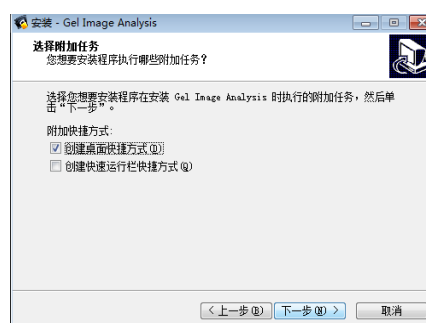 安装 - Gel Image Analysis
选择附加任务
您想要安装程序执行哪些附加任务？
选择您想要安装程序在安装 Gel Image Analysis 时执行的附加任务，然后单
击“下一步”。
附加快捷方式:
创建桌面快捷方式(D)
创建快速运行栏快捷方式(Q)
< 上一步(B) 下一步(N) > 取消